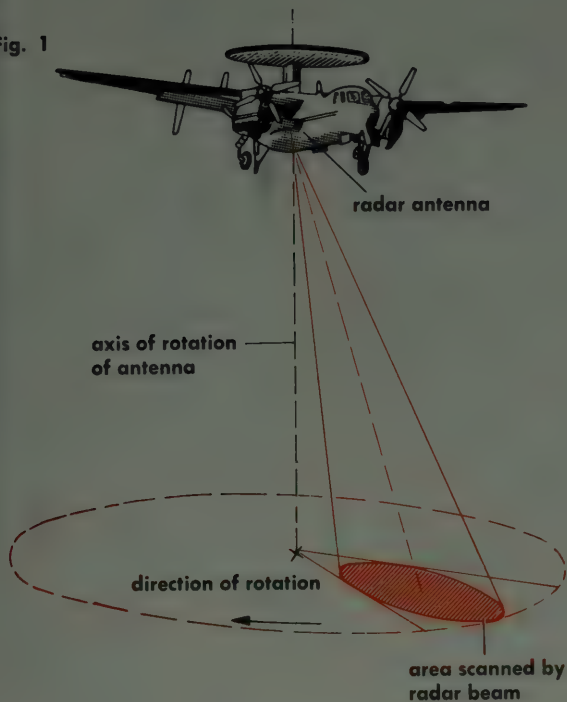 Fig. 1
radar antenna
axis of rotation
of antenna
direction of rotation
area scanned by
radar beam